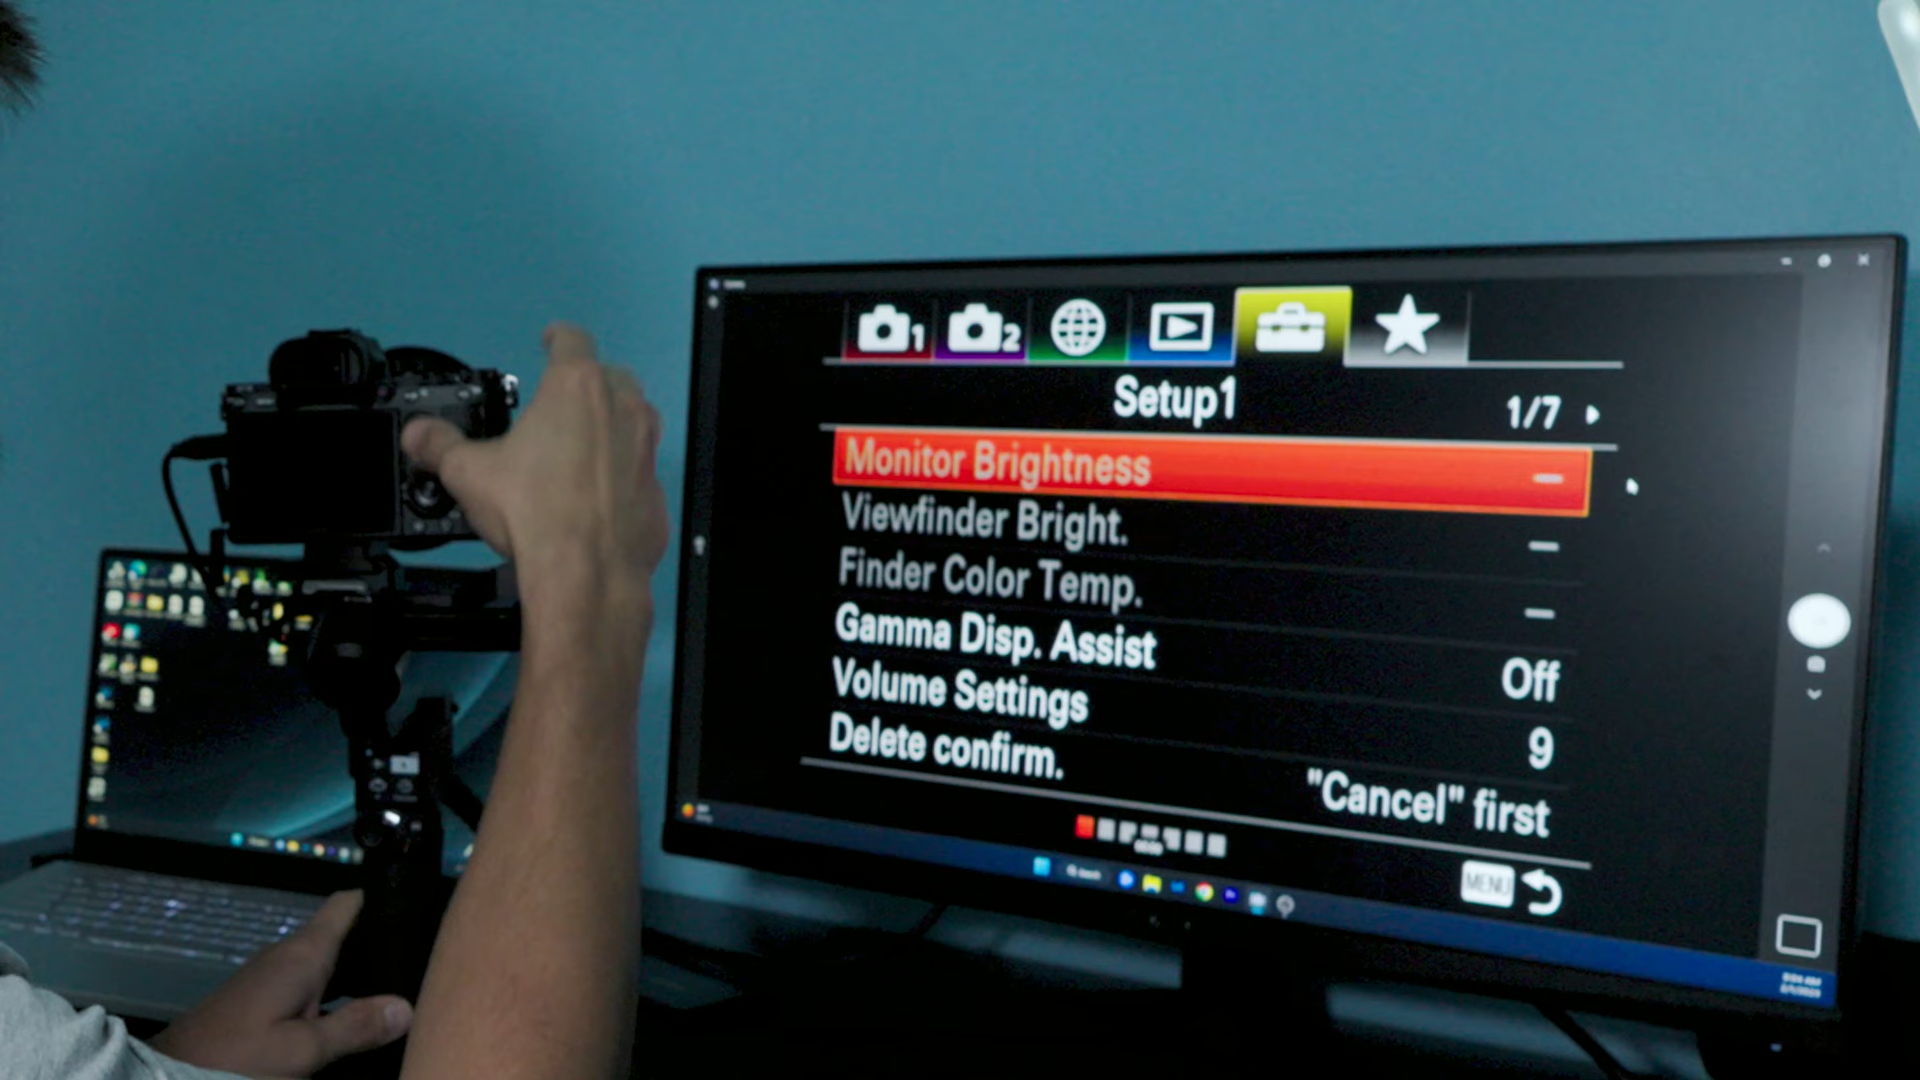 1
2
Setup1
1/7
Monitor Brightness –
Viewfinder Bright. –
Finder Color Temp. –
Gamma Disp. Assist Off
Volume Settings 9
Delete confirm. "Cancel" first
MENU